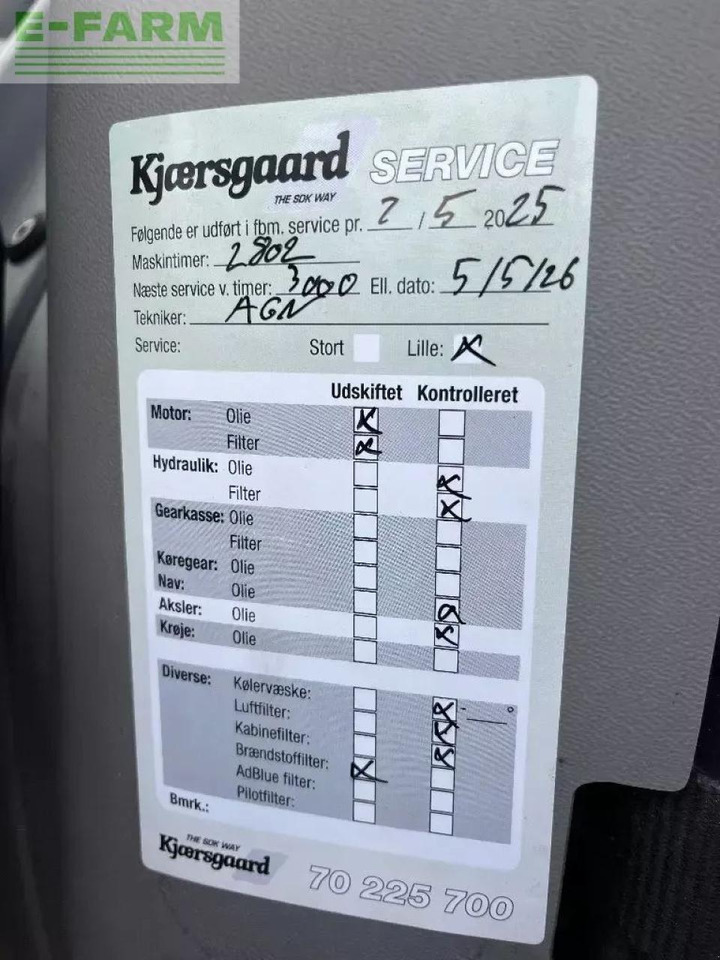 E-FARM
Kjærsgaard SERVICE
THE SDK WAY
Følgende er udført i fbm. service pr. 7 / 5 2025
Maskintimer: 2802
Næste service v. timer: 3000 Ell. dato: 5/5/26
Tekniker: AGN
Service: Stort Lille: X
Udskiftet Kontrolleret
Motor: Olie X
Filter X
Hydraulik: Olie X
Filter X
Gearkasse: Olie
Filter
Køregear: Olie
Nav: Olie X
Aksler: Olie X
Krøje: Olie
Diverse: Kølervæske: X - °
Luftfilter: X
Kabinefilter: X
Brændstoffilter: X
AdBlue filter:
Pilotfilter:
Bmrk.:
THE SDK WAY
Kjærsgaard 70 225 700